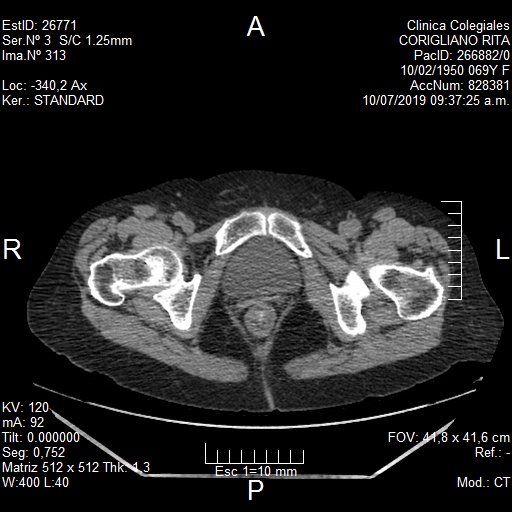 EstID: 26771
Ser.Nº 3 S/C 1.25mm
Ima.Nº 313
Loc: -340,2 Ax
Ker.: STANDARD
A
Clinica Colegiales
CORIGLIANO RITA
PacID: 266882/0
10/02/1950 069Y F
AccNum: 828381
10/07/2019 09:37:25 a.m.
R
L
KV: 120
mA: 92
Tilt: 0.000000
Seg: 0,752
Matriz 512 x 512 Thk: 1.3
W:400 L:40
Esc 1=10 mm
P
FOV: 41,8 x 41,6 cm
Ref.: -
Mod.: CT